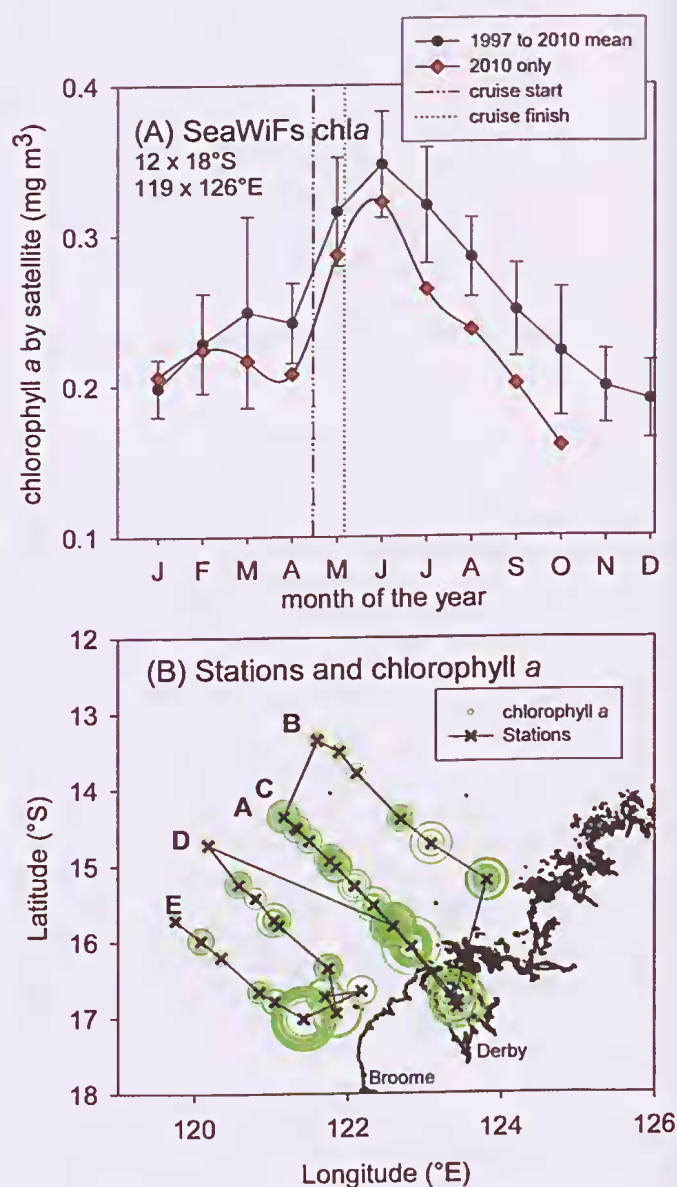 1997 to 2010 mean
2010 only
cruise start
cruise finish
(A) SeaWiFs chla
12 x 18°S
119 x 126°E
chlorophyll a by satellite (mg m³)
0.4
0.3
0.2
0.1
J F M A M J J A S O N D
month of the year
(B) Stations and chlorophyll a
chlorophyll a
Stations
B
C
A
D
E
Derby
Broome
Latitude (°S)
12
13
14
15
16
17
18
120 122 124 126
Longitude (°E)